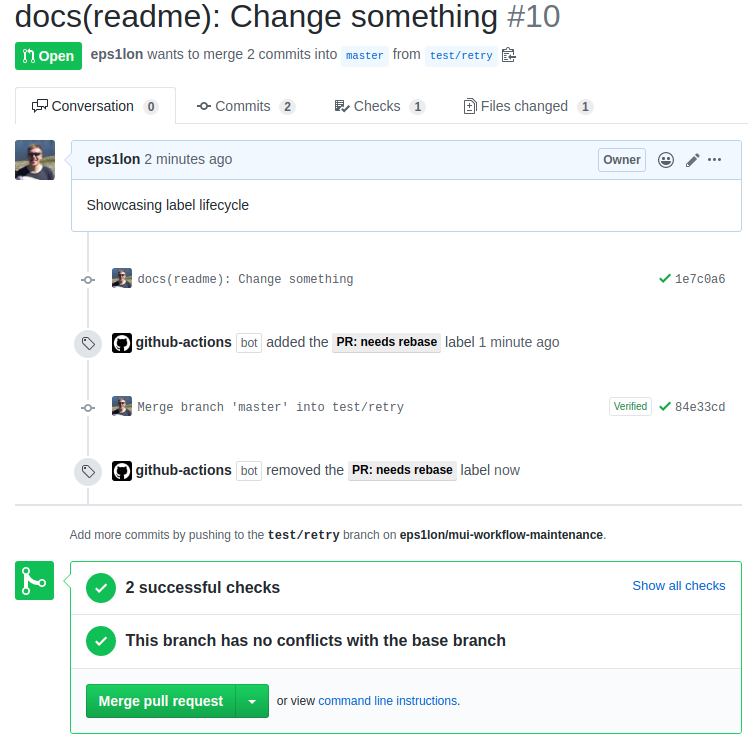 docs(readme): Change something #10
Open eps1lon wants to merge 2 commits into master from test/retry
Conversation 0 Commits 2 Checks 1 Files changed 1
eps1lon 2 minutes ago Owner
Showcasing label lifecycle
docs(readme): Change something 1e7c0a6
github-actions bot added the PR: needs rebase label 1 minute ago
Merge branch 'master' into test/retry Verified 84e33cd
github-actions bot removed the PR: needs rebase label now
Add more commits by pushing to the test/retry branch on eps1lon/mui-workflow-maintenance.
2 successful checks Show all checks
This branch has no conflicts with the base branch
Merge pull request or view command line instructions.